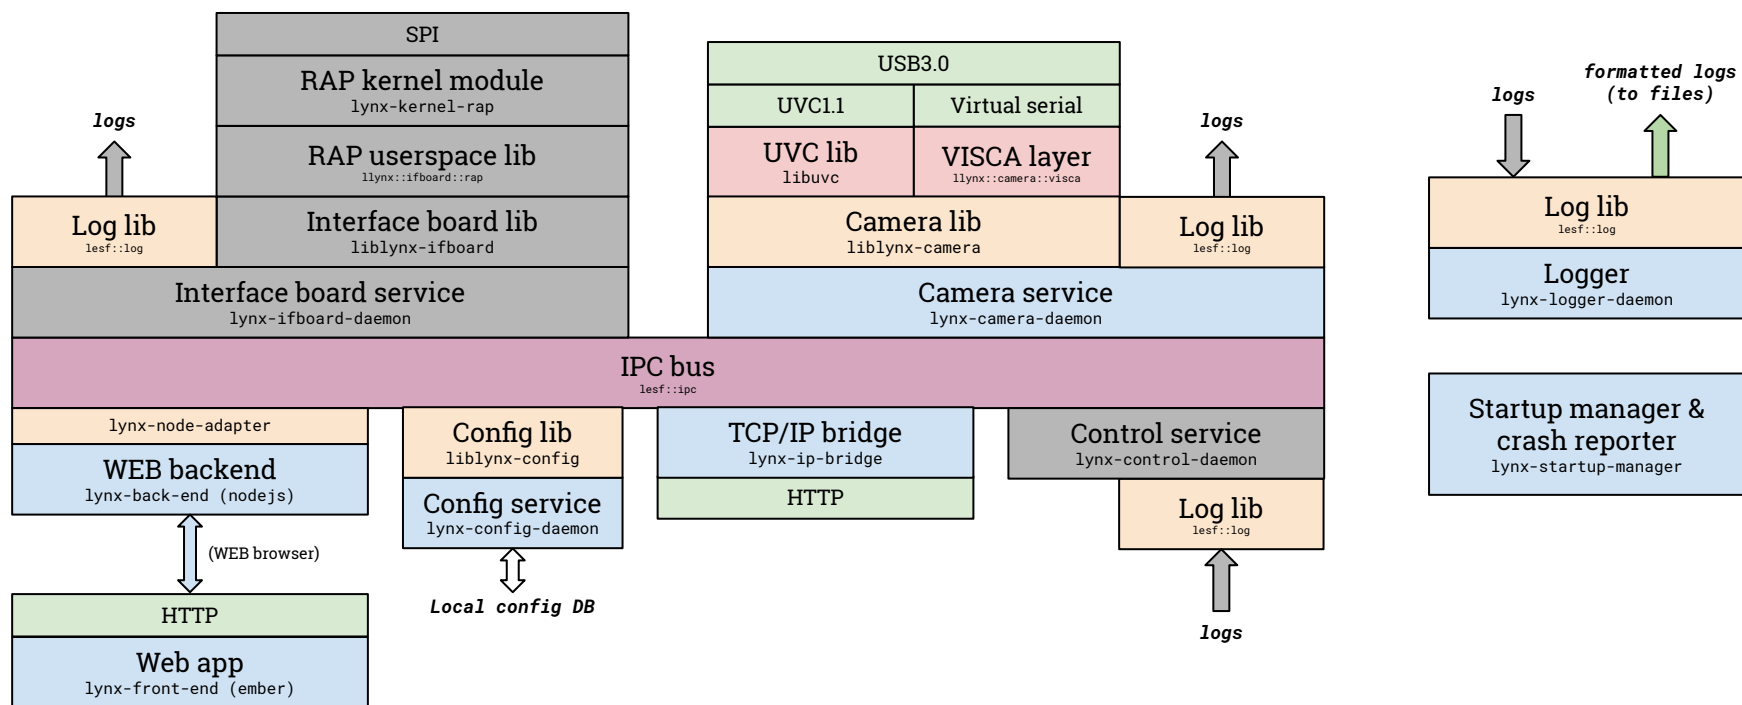 SPI
RAP kernel module
lynx-kernel-rap
logs
RAP userspace lib
llynx::ifboard::rap
Log lib
lesf::log
Interface board lib
liblynx-ifboard
Interface board service
lynx-ifboard-daemon
USB3.0
UVC1.1
Virtual serial
UVC lib
libuvc
VISCA layer
llynx::camera::visca
logs
Camera lib
liblynx-camera
Log lib
lesf::log
Camera service
lynx-camera-daemon
logs
formatted logs
(to files)
Log lib
lesf::log
Logger
lynx-logger-daemon
IPC bus
lesf::ipc
lynx-node-adapter
WEB backend
lynx-back-end (nodejs)
(WEB browser)
HTTP
Web app
lynx-front-end (ember)
Config lib
liblynx-config
Config service
lynx-config-daemon
Local config DB
TCP/IP bridge
lynx-ip-bridge
HTTP
Control service
lynx-control-daemon
Log lib
lesf::log
logs
Startup manager &
crash reporter
lynx-startup-manager